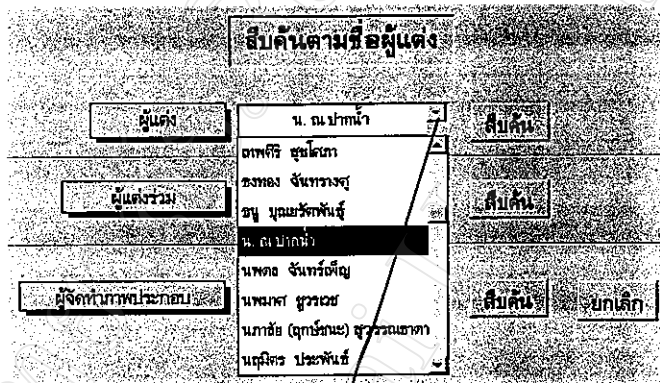 สืบค้นตามชื่อผู้แต่ง
ผู้แต่ง
น. ณ ปากน้ำ
สืบค้น
เทพศิริ สุขโสภา
ธงทอง จันทรางศุ
ธนู บุณยรัตพันธุ์
ผู้แต่งร่วม
สืบค้น
น. ณ ปากน้ำ
นพดล จันทร์เพ็ญ
ผู้จัดทำภาพประกอบ
นพมาศ สูวรเวช
สืบค้น
ยกเลิก
นภาลัย (ฤกษ์ชนะ) สุวรรณธาดา
นฤมิตร ประพันธ์